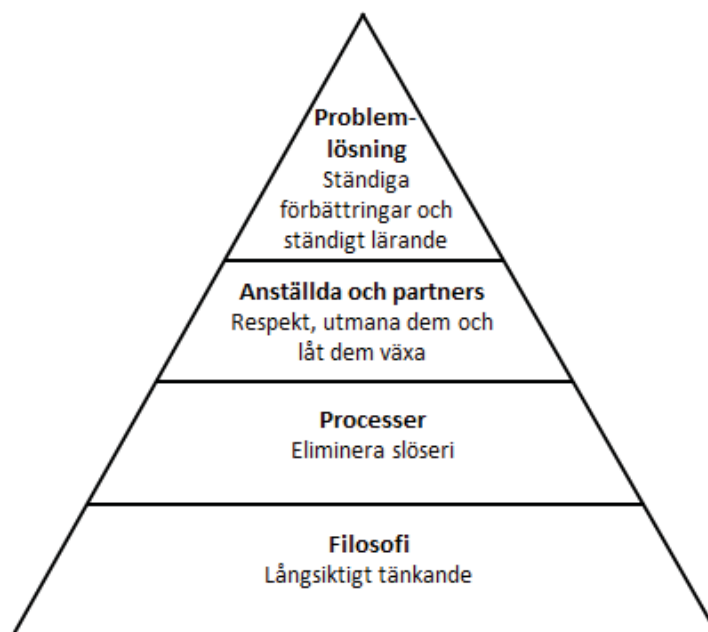 Problem-
lösning
Ständiga
förbättringar och
ständigt lärande
Anställda och partners
Respekt, utmana dem och
låt dem växa
Processer
Eliminera slöseri
Filosofi
Långsiktigt tänkande